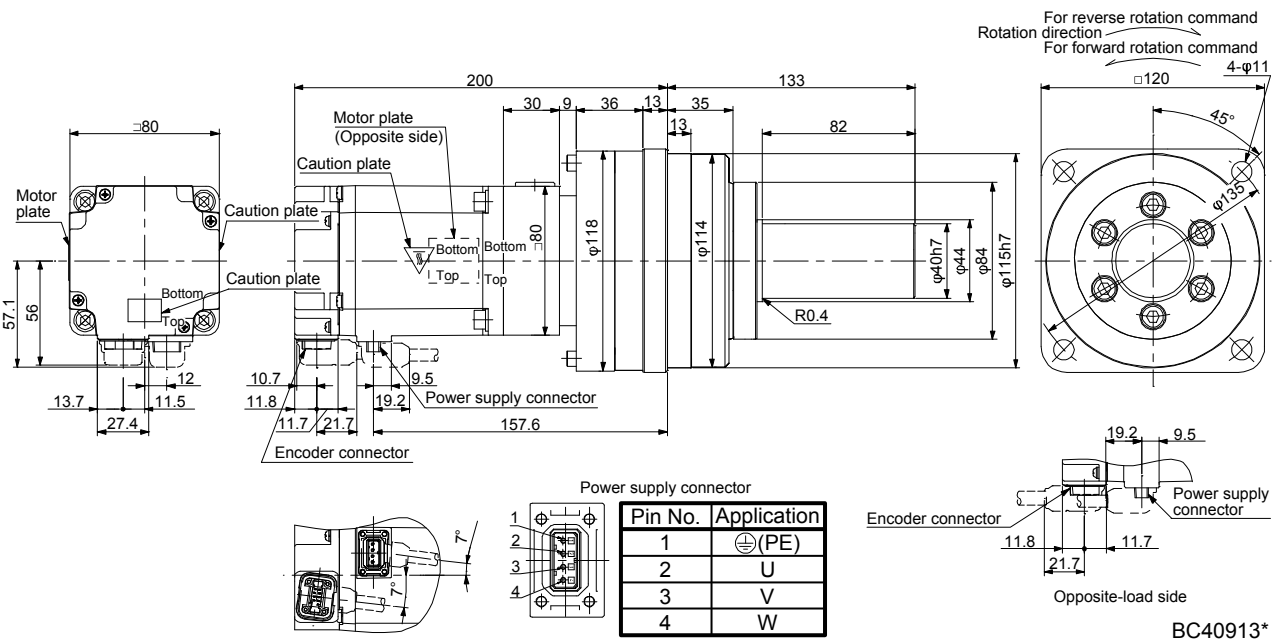 For reverse rotation command
Rotation direction
For forward rotation command
4-φ11
□120
45°
φ135
200
133
30
9
36
13
35
13
82
□80
Motor plate
(Opposite side)
Caution plate
Motor
plate
Caution plate
Caution plate
Bottom
Top
57.1
56
12
13.7
11.5
27.4
Bottom
Top
Bottom
Top
□80
φ118
φ114
φ40h7
φ44
φ84
φ115h7
R0.4
10.7
9.5
11.8
19.2
Power supply connector
11.7
21.7
157.6
Encoder connector
7°
7°
Power supply connector
1
2
3
4
Pin No. Application
1 ⏚(PE)
2 U
3 V
4 W
19.2
9.5
Encoder connector
Power supply
connector
11.8
11.7
21.7
Opposite-load side
BC40913*